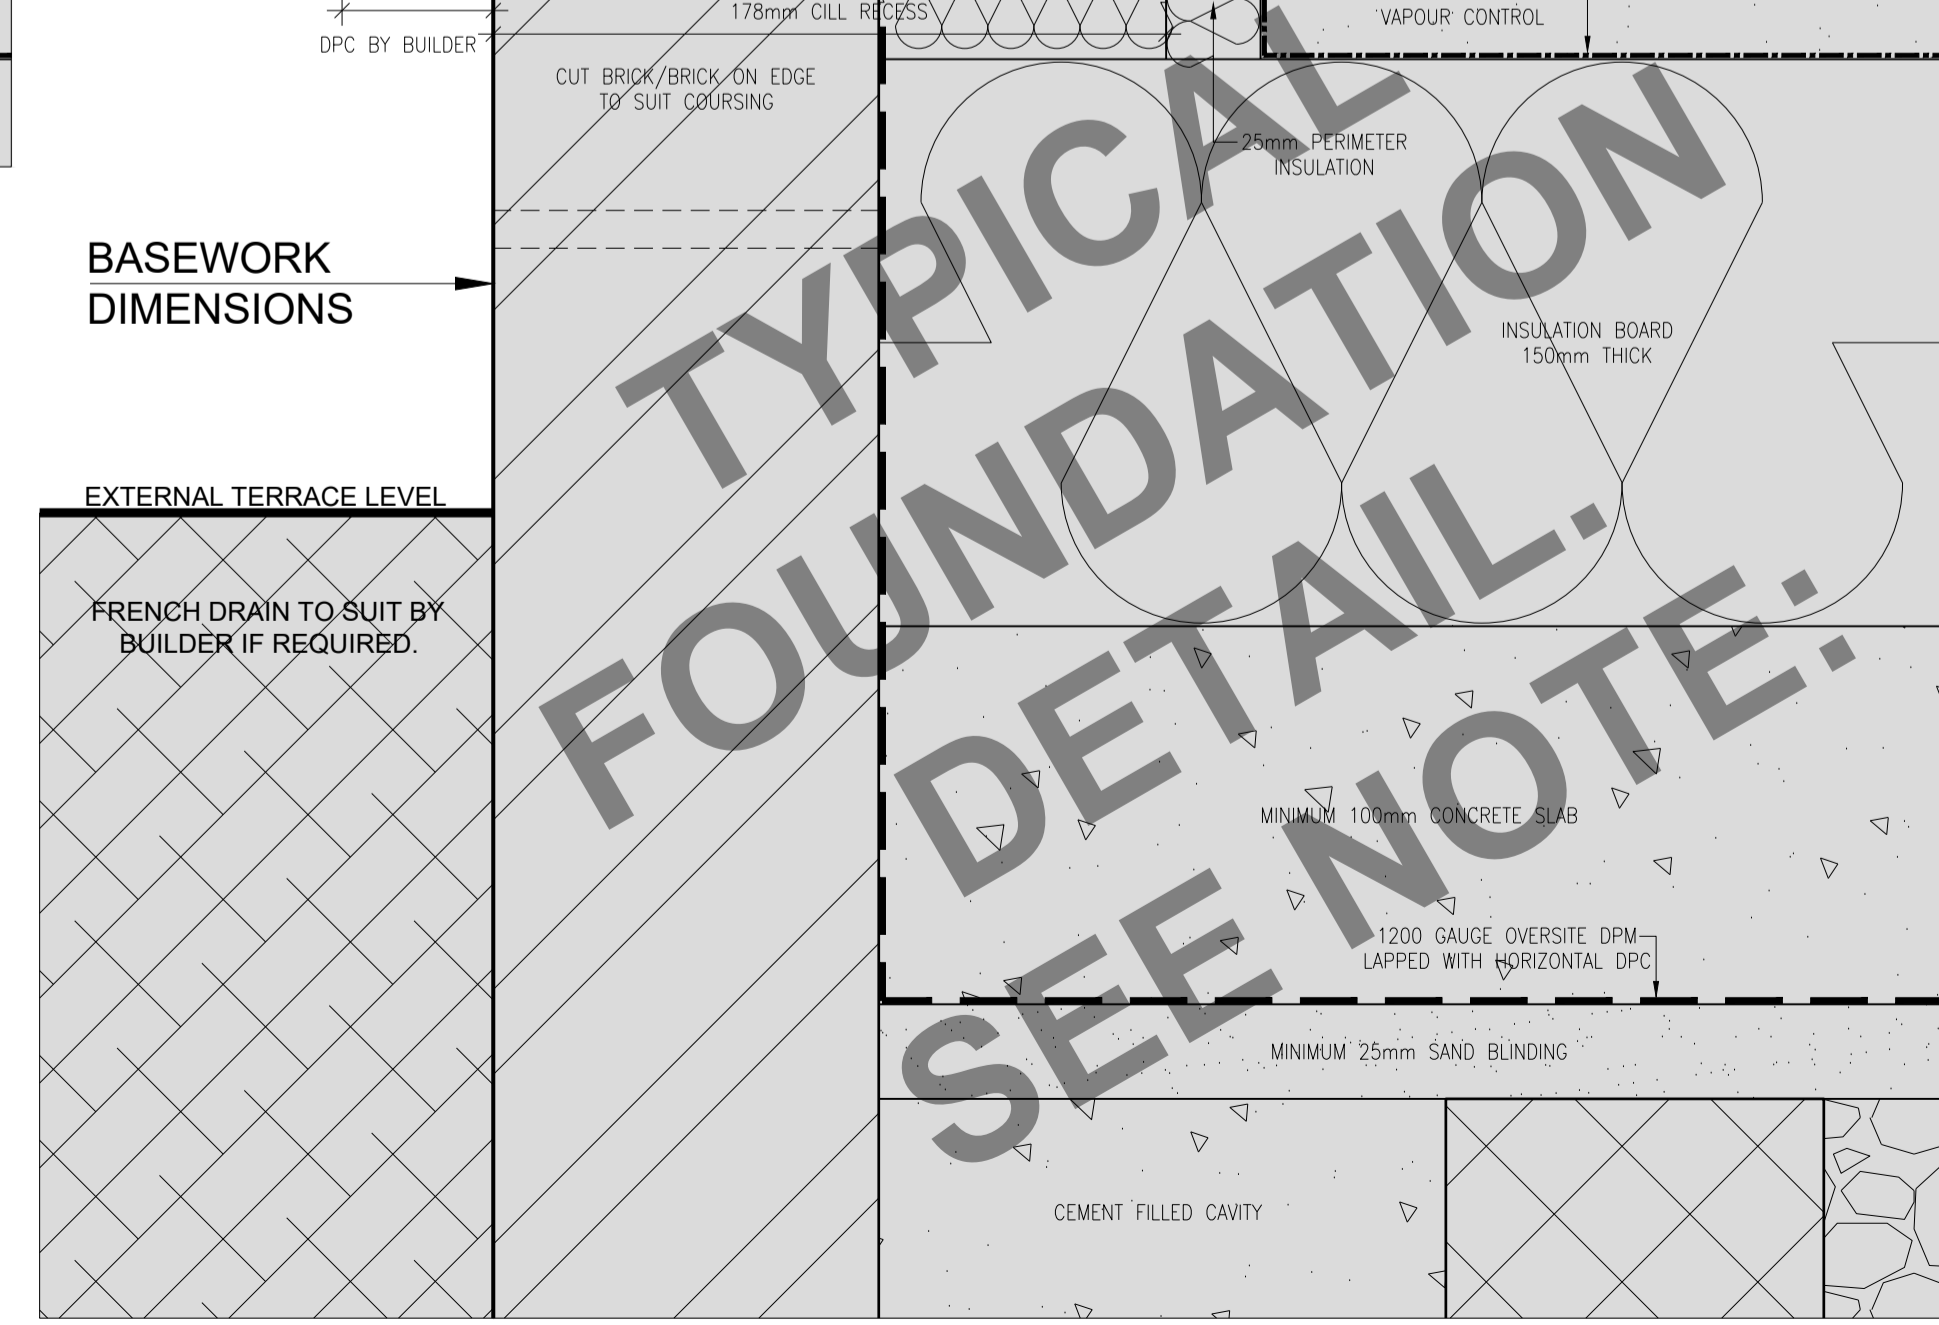 178mm CILL RECESS
VAPOUR CONTROL
DPC BY BUILDER
CUT BRICK/BRICK ON EDGE
TO SUIT COURSING
25mm PERIMETER
INSULATION
BASEWORK
DIMENSIONS
INSULATION BOARD
150mm THICK
EXTERNAL TERRACE LEVEL
FRENCH DRAIN TO SUIT BY
BUILDER IF REQUIRED.
TYPICAL
FOUNDATION
DETAIL.
SEE NOTE:
MINIMUM 100mm CONCRETE SLAB
1200 GAUGE OVERSITE DPM
LAPPED WITH HORIZONTAL DPC
MINIMUM 25mm SAND BLINDING
CEMENT FILLED CAVITY